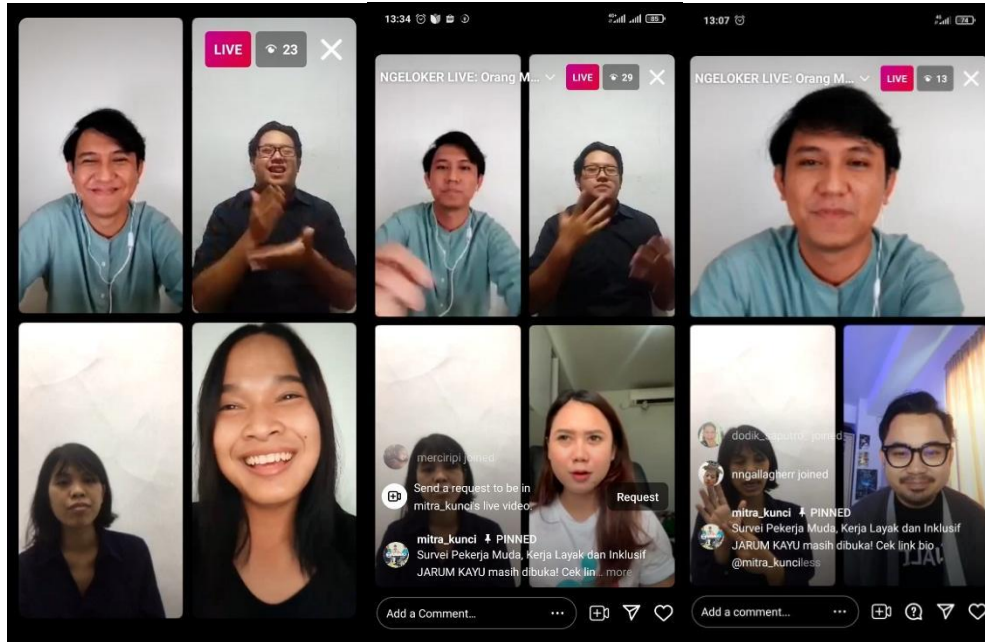 LIVE 23
13:34 85
NGELOKER LIVE: Orang M... LIVE 29
merciripi joined
Send a request to be in
mitra_kunci's live video.
Request
mitra_kunci PINNED
Survei Pekerja Muda, Kerja Layak dan Inklusif
JARUM KAYU masih dibuka! Cek lin... more
Add a Comment...
13:07 74
NGELOKER LIVE: Orang M... LIVE 13
dodik_saputro_ joined
nngallagherr joined
mitra_kunci PINNED
Survei Pekerja Muda, Kerja Layak dan Inklusif
JARUM KAYU masih dibuka! Cek link bio
@mitra_kunciless
Add a comment...